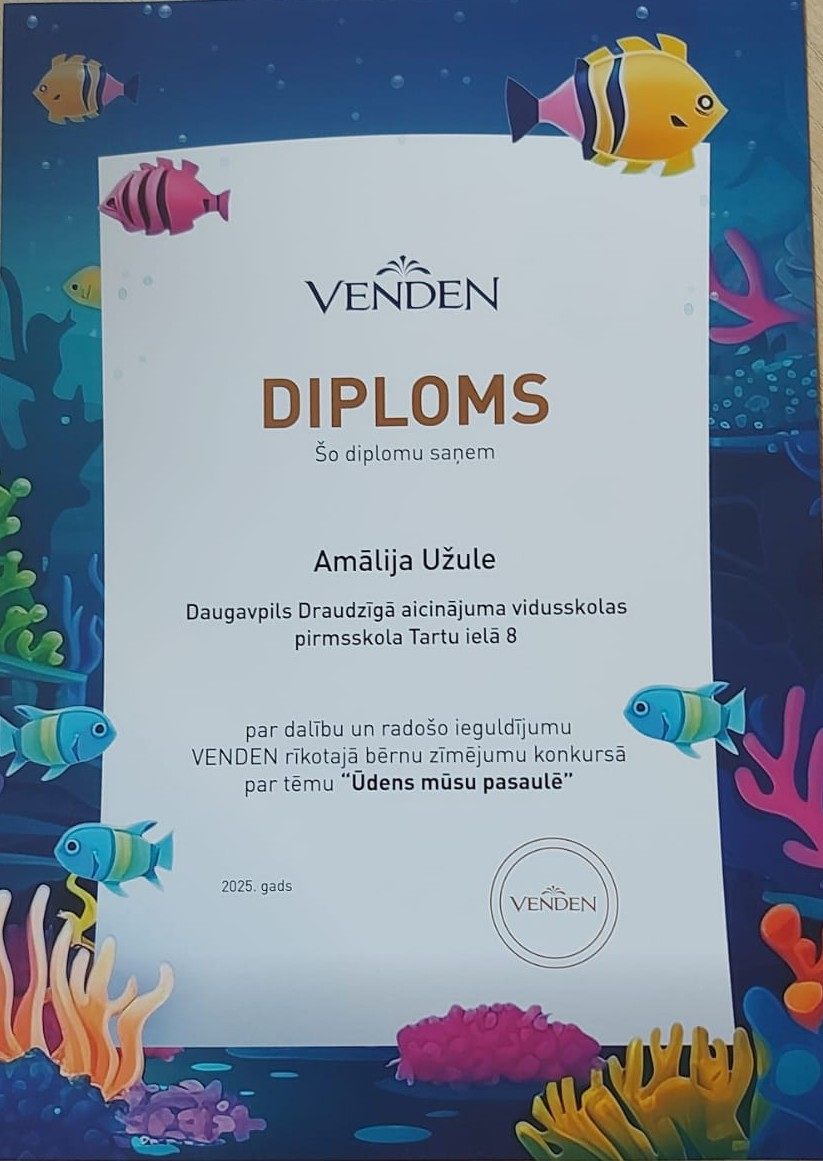 VENDEN
DIPLOMS
Šo diplomu saņem
Amālija Užule
Daugavpils Draudzīgā aicinājuma vidusskolas
pirmsskola Tartu ielā 8
par dalību un radošo ieguldījumu
VENDEN rīkotajā bērnu zīmējumu konkursā
par tēmu “Ūdens mūsu pasaulē”
2025. gads
VENDEN